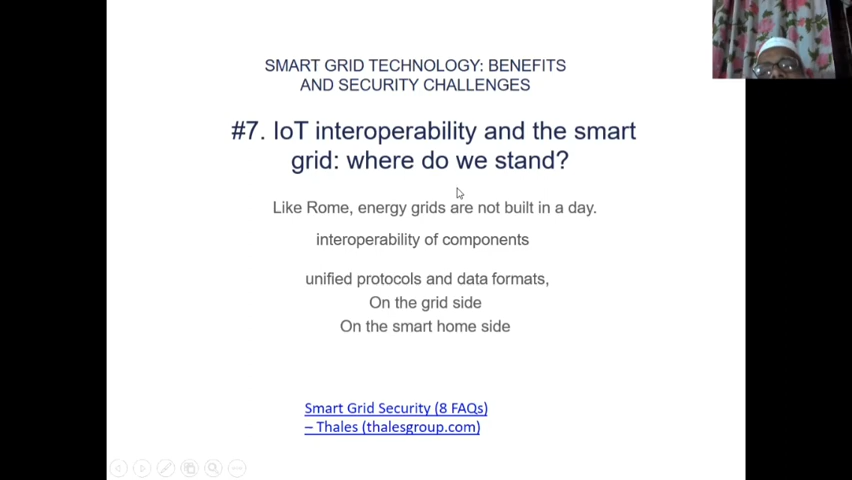 SMART GRID TECHNOLOGY: BENEFITS
AND SECURITY CHALLENGES
#7. IoT interoperability and the smart
grid: where do we stand?
Like Rome, energy grids are not built in a day.
interoperability of components
unified protocols and data formats,
On the grid side
On the smart home side
Smart Grid Security (8 FAQs)
– Thales (thalesgroup.com)